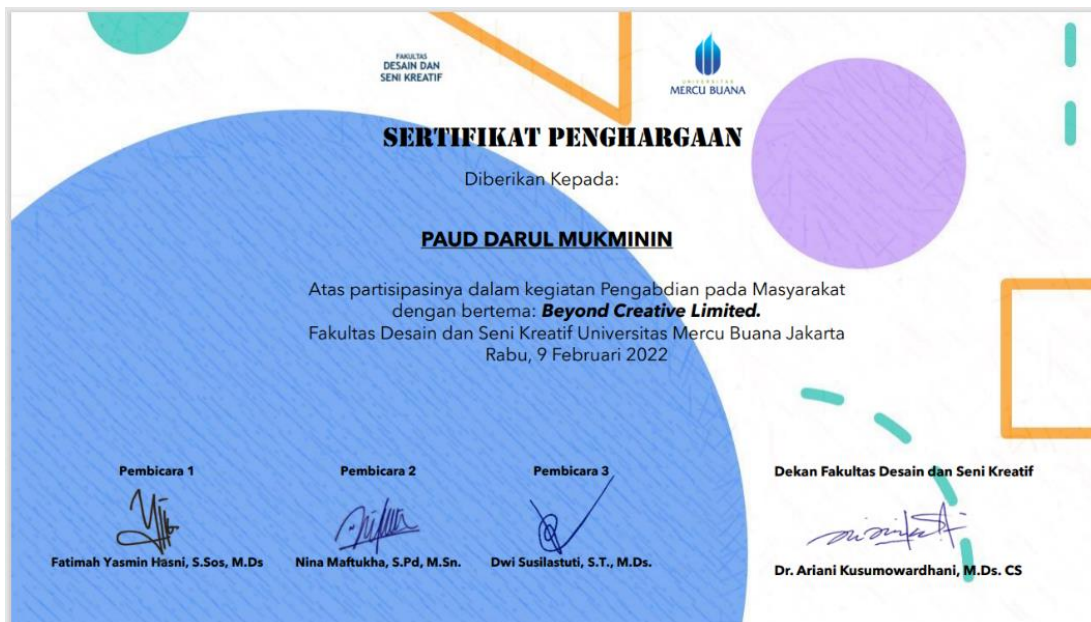 FAKULTAS
DESAIN DAN
SENI KREATIF
UNIVERSITAS
MERCU BUANA
SERTIFIKAT PENGHARGAAN
Diberikan Kepada:
PAUD DARUL MUKMININ
Atas partisipasinya dalam kegiatan Pengabdian pada Masyarakat
dengan bertema: Beyond Creative Limited.
Fakultas Desain dan Seni Kreatif Universitas Mercu Buana Jakarta
Rabu, 9 Februari 2022
Pembicara 1
Fatimah Yasmin Hasni, S.Sos, M.Ds
Pembicara 2
Nina Maftukha, S.Pd, M.Sn.
Pembicara 3
Dwi Susilastuti, S.T., M.Ds.
Dekan Fakultas Desain dan Seni Kreatif
Dr. Ariani Kusumowardhani, M.Ds. CS